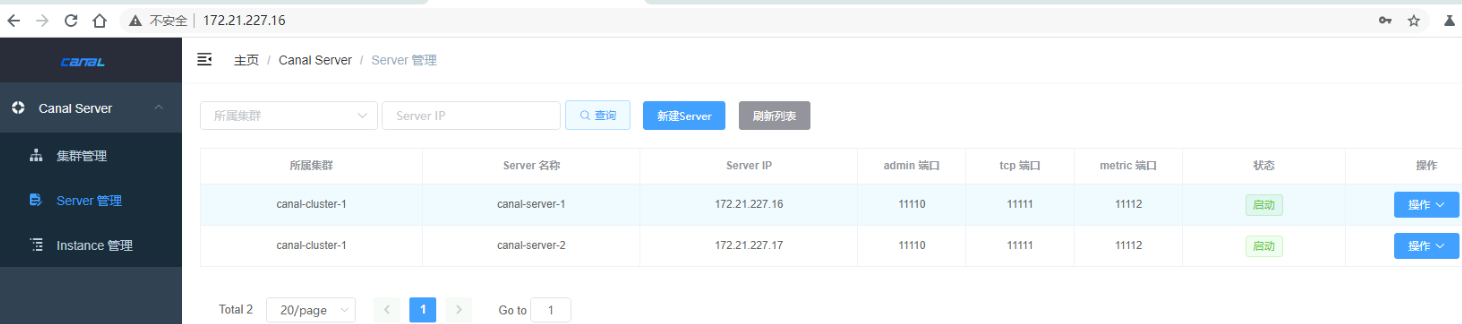 不安全 172.21.227.16
canal
主页 / Canal Server / Server 管理
Canal Server
集群管理
Server 管理
Instance 管理
所属集群 Server IP 查询 新建Server 刷新列表
所属集群 Server 名称 Server IP admin 端口 tcp 端口 metric 端口 状态 操作
canal-cluster-1 canal-server-1 172.21.227.16 11110 11111 11112 启动 操作
canal-cluster-1 canal-server-2 172.21.227.17 11110 11111 11112 启动 操作
Total 2 20/page 1 Go to 1